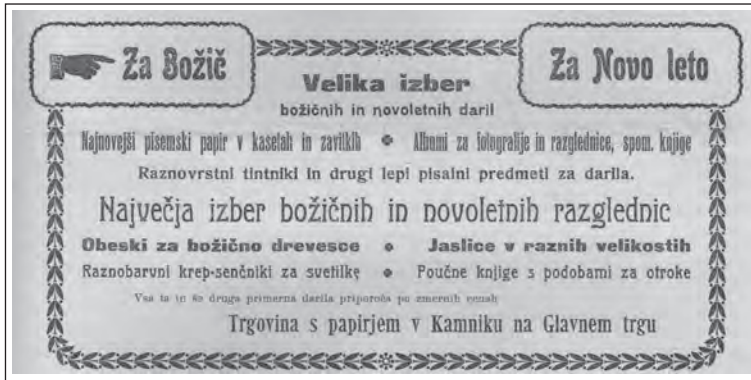 Za Božič
Za Novo leto
Velika izber
božičnih in novoletnih daril
Najnovejši pisemski papir v kasetah in zavitkih • Albumi za fotografije in razglednice, spom. knjige
Raznovrstni tintniki in drugi lepi pisalni predmeti za darila.
Največja izber božičnih in novoletnih razglednic
Obeski za božično drevesce • Jaslice v raznih velikostih
Raznobarvni krep-senčniki za svetilke • Poučne knjige s podobami za otroke
Vsa ta in še druga primerna darila priporoča po zmernih cenah
Trgovina s papirjem v Kamniku na Glavnem trgu